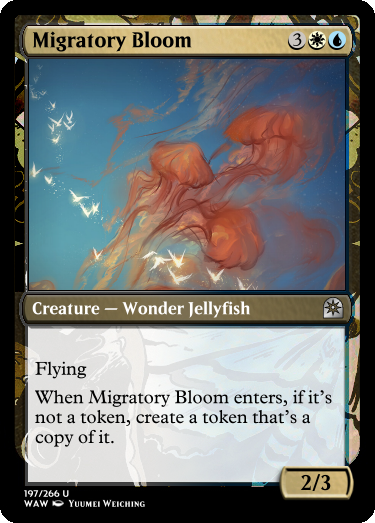 Migratory Bloom 3
Creature — Wonder Jellyfish
Flying
When Migratory Bloom enters, if it's
not a token, create a token that's a
copy of it.
2/3
197/266 U
WAW Yuumei Weiching